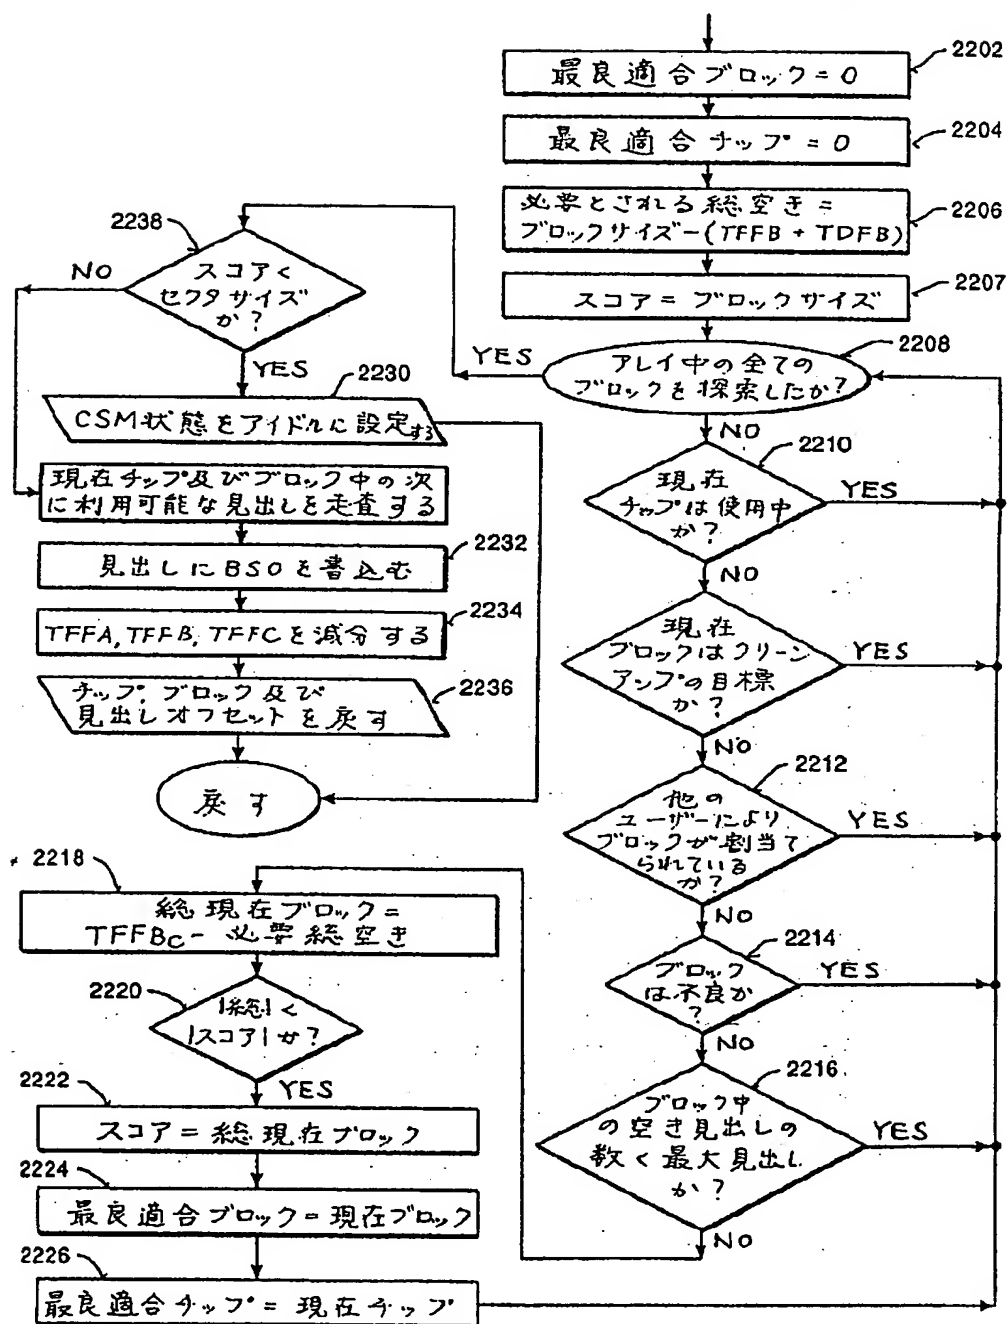 2202
最良適合ブロック=0
2204
最良適合チップ=0
2206
必要とされる総空き=
ブロックサイズ-(TFFB+TDFB)
2207
スコア=ブロックサイズ
2208
アレイ中の全ての
ブロックを探索したか?
YES
NO
2238
スコア<
セクタサイズ
か?
NO
YES
2230
CSM状態をアイドルに設定する
現在チップ及びブロック中の次
に利用可能な見出しを走査する
2232
見出しにBSOを書込む
2234
TFFA,TFFB,TFFCを減分する
2236
チップ,ブロック及び
見出しオフセットを戻す
戻す
2210
現在
チップは使用中
か?
YES
NO
現在
ブロックはクリーン
アップの目標
か?
YES
NO
2212
他の
ユーザーにより
ブロックが割当て
られているか?
YES
NO
2214
ブロック
は不良か
?
YES
NO
2216
ブロック中
の空き見出しの
数<最大見出し
か?
YES
NO
2218
総現在ブロック=
TFFBc-必要総空き
2220
|総|<
|スコア|か?
YES
2222
スコア=総現在ブロック
2224
最良適合ブロック=現在ブロック
2226
最良適合チップ=現在チップ